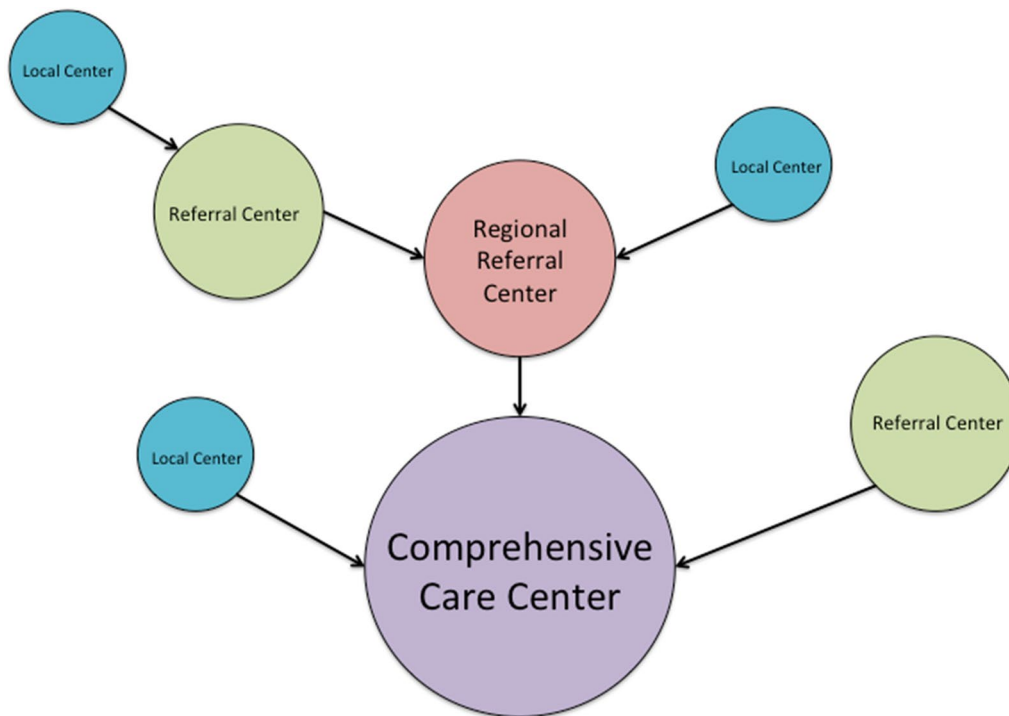 Local Center
Referral Center
Local Center
Regional
Referral
Center
Local Center
Referral Center
Comprehensive
Care Center